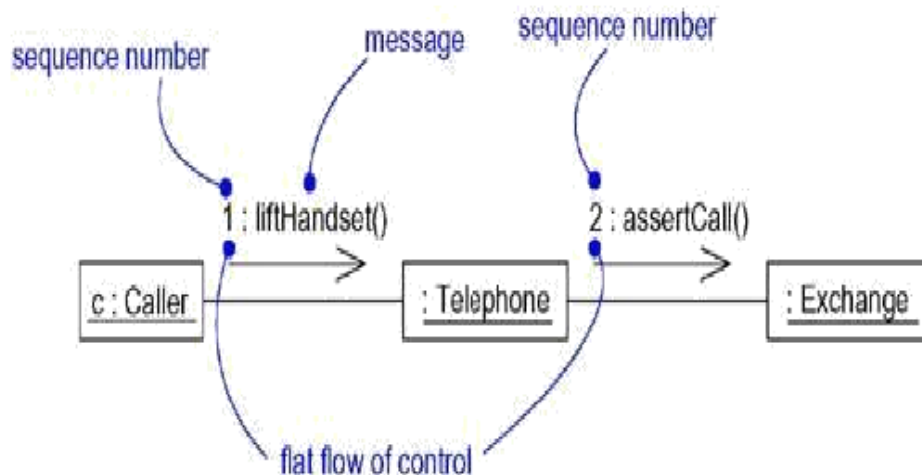 sequence number
message
sequence number
1 : liftHandset()
2 : assertCall()
c : Caller
: Telephone
: Exchange
flat flow of control